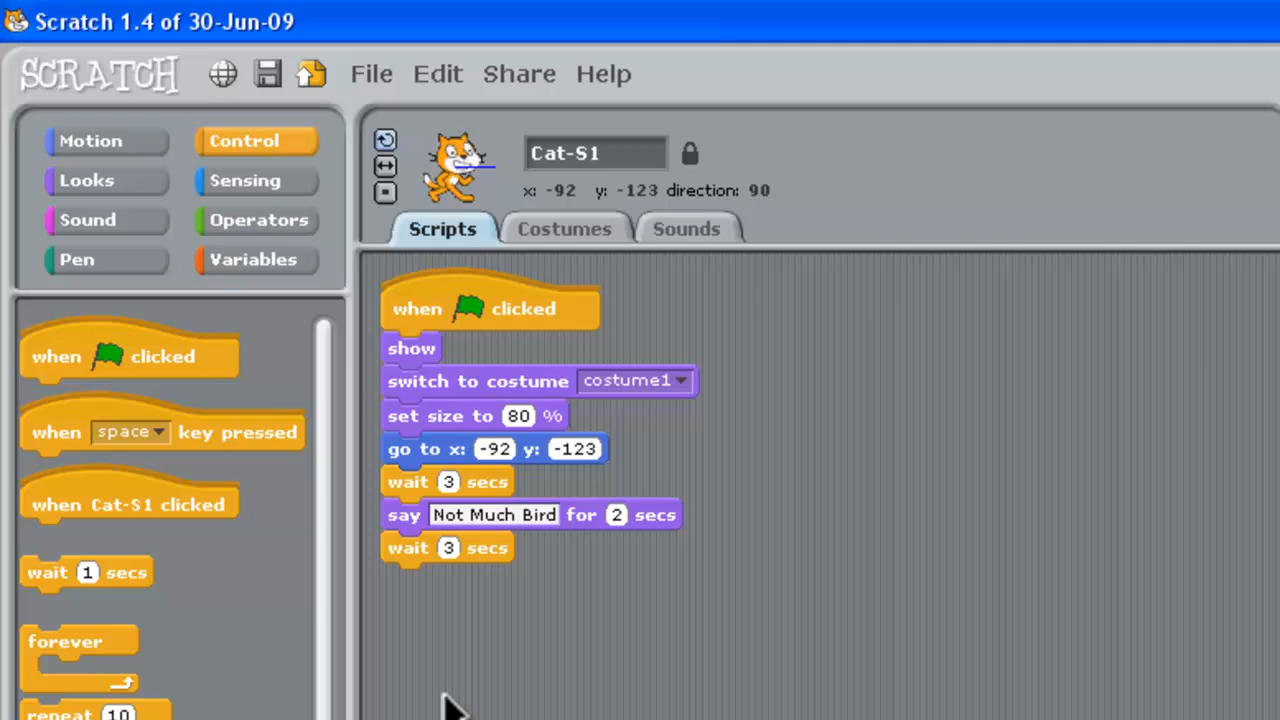 Scratch 1.4 of 30-Jun-09
SCRATCH File Edit Share Help
Motion Control
Looks Sensing
Sound Operators
Pen Variables
Cat-S1
x: -92 y: -123 direction: 90
Scripts Costumes Sounds
when clicked
when space key pressed
when Cat-S1 clicked
wait 1 secs
forever
repeat 10
when clicked
show
switch to costume costume1
set size to 80 %
go to x: -92 y: -123
wait 3 secs
say Not Much Bird for 2 secs
wait 3 secs